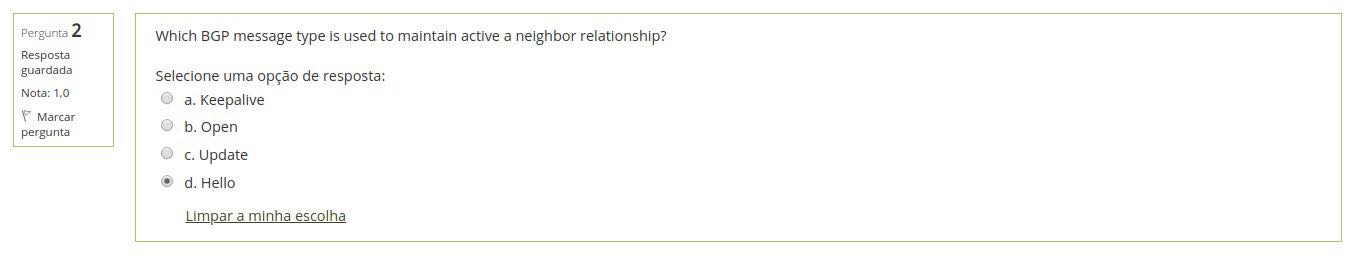 Pergunta 2
Resposta
guardada
Nota: 1,0
Marcar
pergunta
Which BGP message type is used to maintain active a neighbor relationship?
Selecione uma opção de resposta:
a. Keepalive
b. Open
c. Update
d. Hello
Limpar a minha escolha